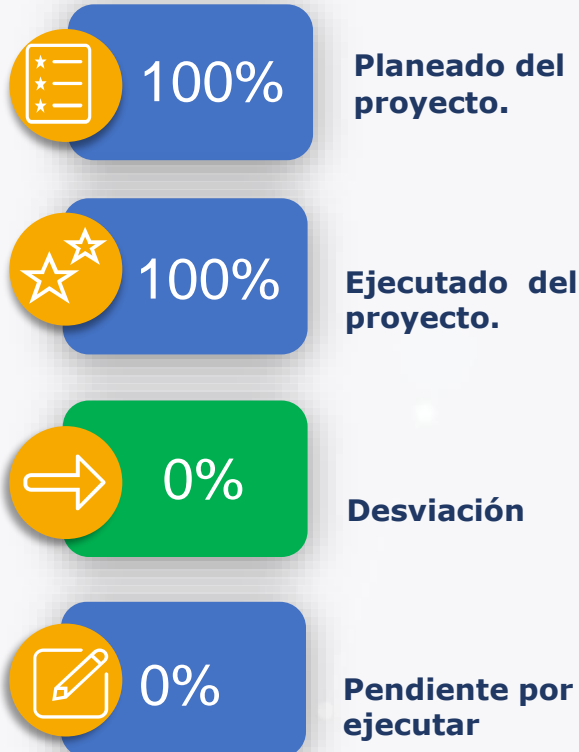 100%
Planeado del
proyecto.
100%
Ejecutado del
proyecto.
0%
Desviación
0%
Pendiente por
ejecutar